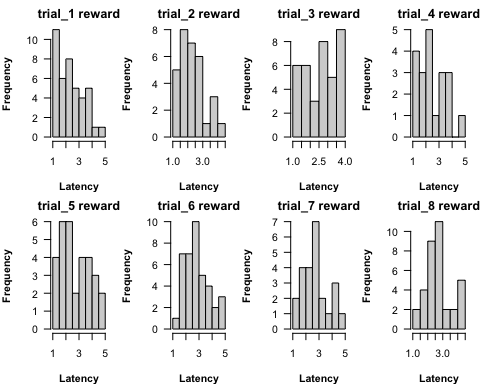 trial_1 reward
trial_2 reward
trial_3 reward
trial_4 reward
Frequency
0 2 4 6 8 10
1 3 5
Latency
Frequency
0 2 4 6 8
1.0 3.0
Latency
Frequency
0 2 4 6 8
1.0 2.5 4.0
Latency
Frequency
0 1 2 3 4 5
1 3 5
Latency
trial_5 reward
trial_6 reward
trial_7 reward
trial_8 reward
Frequency
0 1 2 3 4 5 6
1 3 5
Latency
Frequency
0 2 4 6 8 10
1 3 5
Latency
Frequency
0 1 2 3 4 5 6 7
1 3 5
Latency
Frequency
0 2 4 6 8 10
1.0 3.0
Latency